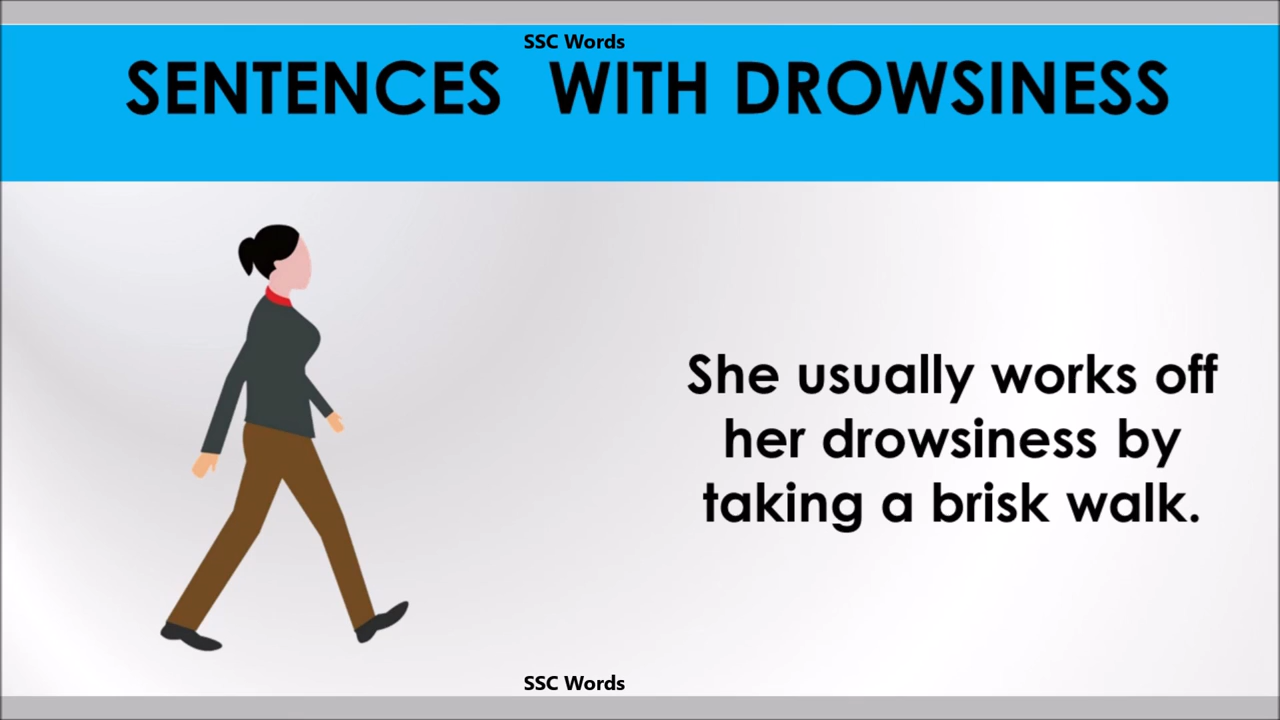 SSC Words
SENTENCES WITH DROWSINESS
She usually works off
her drowsiness by
taking a brisk walk.
SSC Words